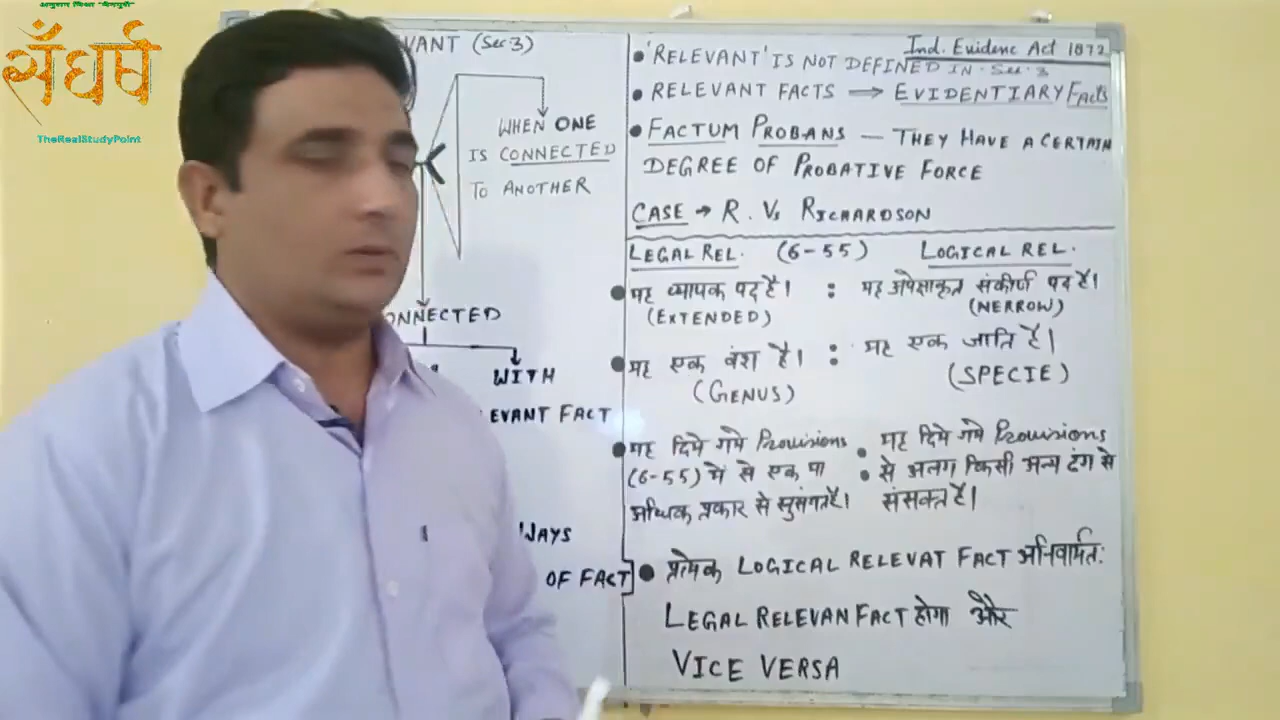 अनुराग मिश्रा "मैनपुरी"
सँघर्ष
TheRealStudyPoint
VANT (Sec. 3)
WHEN ONE
IS CONNECTED
TO ANOTHER
ONNECTED
WITH
EVANT FACT
WAYS
OF FACT
Ind. Evidenc Act 1872
• 'RELEVANT' IS NOT DEFINED IN. Sec. 3
• RELEVANT FACTS → EVIDENTIARY Facts
• FACTUM PROBANS — THEY HAVE A CERTAIN
DEGREE OF PROBATIVE FORCE
CASE → R. Vs RICHARDSON
LEGAL REL. (6-55) LOGICAL REL.
• यह व्यापक पद है। : यह अपेक्षाकृत संकीर्ण पद है।
(EXTENDED) (NERROW)
• यह एक वंश है। : यह एक जाति है।
(GENUS) (SPECIE)
• यह दिये गये Provisions • यह दिये गये Provisions
(6-55) में से एक या • से अलग किसी अन्य ढंग से
अधिक प्रकार से सुसंगत है। संसक्त है।
• प्रत्येक LOGICAL RELEVAT FACT अनिवार्यत:
LEGAL RELEVAN FACT होगा और
VICE VERSA